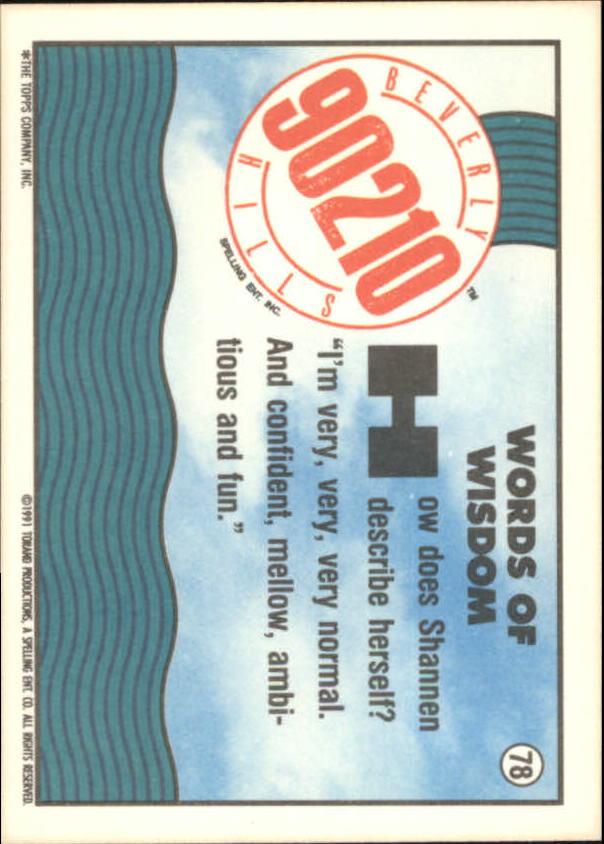 78
WORDS OF
WISDOM
BEVERLY
90210
HILLS
TM
SPELLING ENT. INC.
How does Shannen
describe herself?
“I'm very, very, very normal.
And confident, mellow, ambi-
tious and fun.”
*THE TOPPS COMPANY, INC.
©1991 TORAND PRODUCTIONS, A SPELLING ENT. CO. ALL RIGHTS RESERVED.